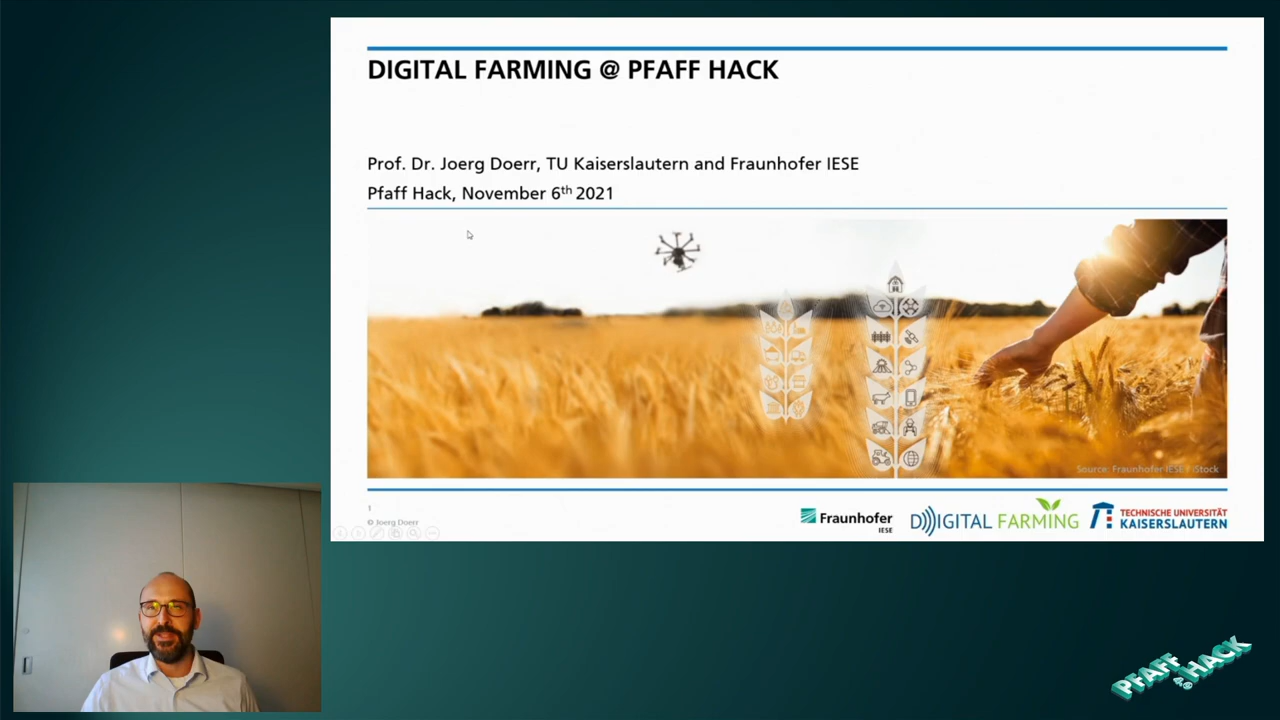 DIGITAL FARMING @ PFAFF HACK
Prof. Dr. Joerg Doerr, TU Kaiserslautern and Fraunhofer IESE
Pfaff Hack, November 6th 2021
Source: Fraunhofer IESE / iStock
1
© Joerg Doerr
Fraunhofer
IESE
DIGITAL FARMING
TECHNISCHE UNIVERSITÄT
KAISERSLAUTERN
PFAFF
HACK